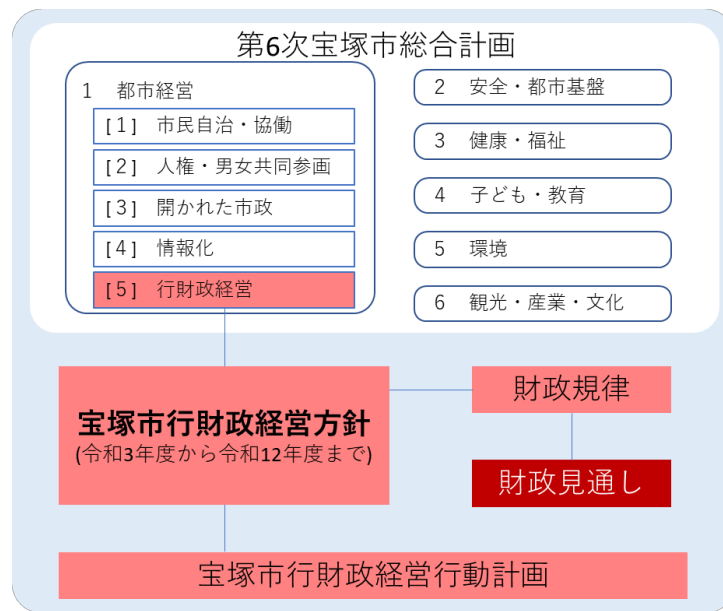 第6次宝塚市総合計画
1 都市経営
[1] 市民自治・協働
[2] 人権・男女共同参画
[3] 開かれた市政
[4] 情報化
[5] 行財政経営
2 安全・都市基盤
3 健康・福祉
4 子ども・教育
5 環境
6 観光・産業・文化
宝塚市行財政経営方針
(令和3年度から令和12年度まで)
財政規律
財政見通し
宝塚市行財政経営行動計画